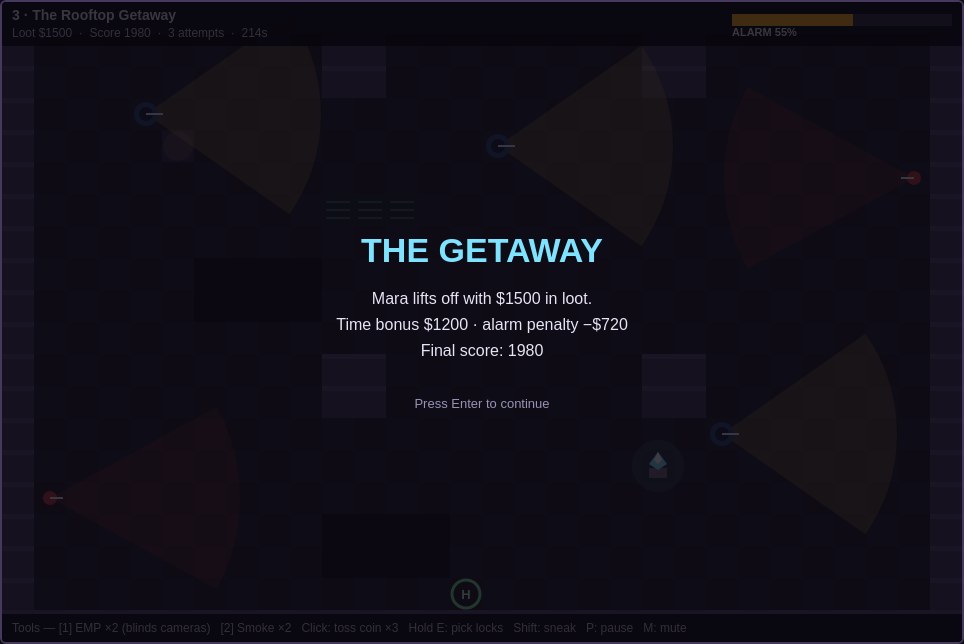 3 · The Rooftop Getaway
Loot $1500 · Score 1980 · 3 attempts · 214s
ALARM 55%
THE GETAWAY
Mara lifts off with $1500 in loot.
Time bonus $1200 · alarm penalty −$720
Final score: 1980
Press Enter to continue
H
Tools — [1] EMP ×2 (blinds cameras) [2] Smoke ×2 Click: toss coin ×3 Hold E: pick locks Shift: sneak P: pause M: mute